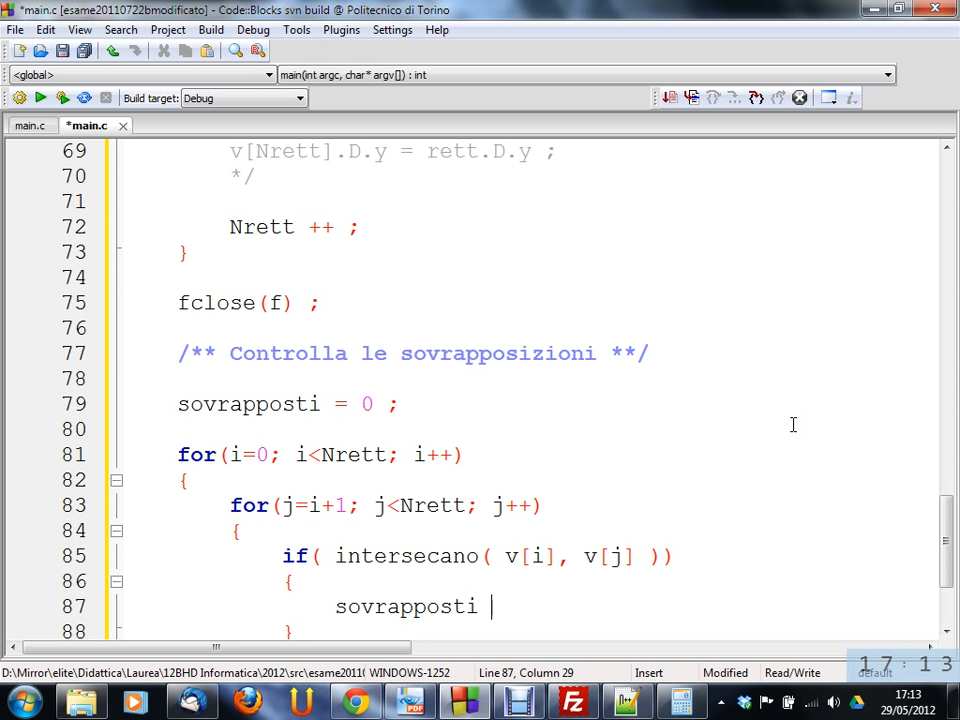 *main.c [esame20110722bmodificato] - Code::Blocks svn build @ Politecnico di Torino
File Edit View Search Project Build Debug Tools Plugins Settings Help
<global> main(int argc, char* argv[]) : int
Build target: Debug
main.c *main.c
69 v[Nrett].D.y = rett.D.y ;
70 */
71
72 Nrett ++ ;
73 }
74
75 fclose(f) ;
76
77 /** Controlla le sovrapposizioni **/
78
79 sovrapposti = 0 ;
80
81 for(i=0; i<Nrett; i++)
82 {
83 for(j=i+1; j<Nrett; j++)
84 {
85 if( intersecano( v[i], v[j] ))
86 {
87 sovrapposti
88 }
D:\Mirror\elite\Didattica\Laurea\12BHD Informatica\2012\src\esame2011( WINDOWS-1252 Line 87, Column 29 Insert Modified Read/Write default
17:13
17:13
29/05/2012